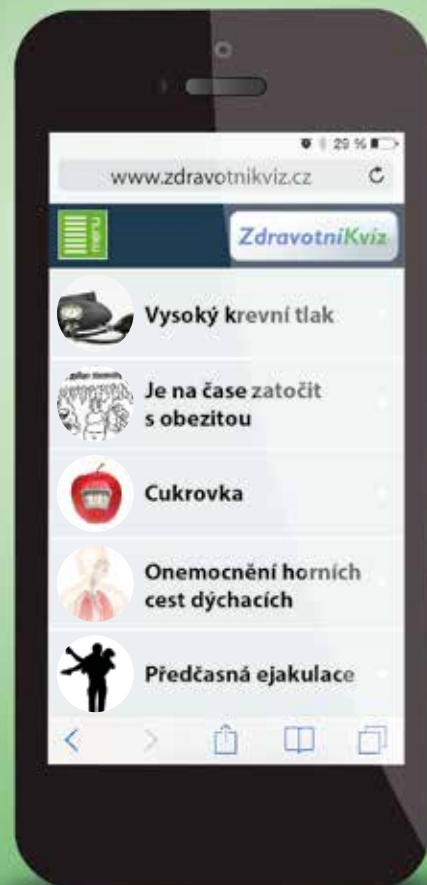 29 %
www.zdravotnikviz.cz
menu
ZdravotniKviz
Vysoký krevní tlak
Je na čase zatočit
s obezitou
Cukrovka
Onemocnění horních
cest dýchacích
Předčasná ejakulace